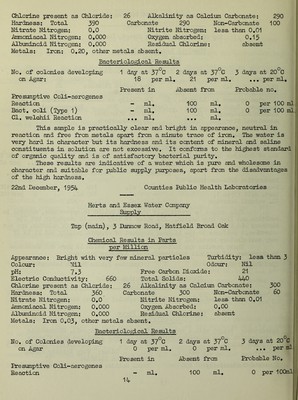 Chlorine present as Chloride: 26 Alkalinity as Calcium Carbonate: 290
Hardness: Total 390 Carbonate 290 Non-Carbonate 100
Nitrate Nitrogen: 0.0 Nitrite Nitrogen: less than 0.01
Ammoniacal Nitrogen: 0.000 Oxygen absorbed: 0.15
Albuminoid Nitrogen: 0.000 Residual Chlorine: absent
Metals: Iron: 0.20, other metals absent.
Bacteriological Results
No. of colonies developing 1 day at 37°C 2 days at 37°C 3 days at 20°C
on Agar 18 per ml. 21 per ml. ... per ml.
Present in Absent from Probable no.
Presumptive Coli-aerogenes
Reaction - ml. 100 ml. 0 per 100 ml
Bact. coli (Type 1) - ml. 100 ml. 0 per 100 ml
Cl. welchii Reaction ... ml. ... ml.
This sample is practically clear and bright in appearance, neutral in
reaction and free from metals apart from a minute trace of iron. The water is
very hard in character but its hardness and its content of mineral and saline
constituents in solution are not excessive. It conforms to the highest standard
of organic quality and is of satisfactory bacterial purity.
These results are indicative of a water which is pure and wholesome in
character and suitable for public supply purposes, apart from the disadvantages
of the high hardness.
22nd December, 1954 Counties Public Health Laboratories
Herts and Essex Water Company
Supply
Tap (main), 3 Dunmow Road, Hatfield Broad Oak
Chemical Results in Parts
per Million
Appearance: Bright with very few mineral particles Turbidity: less than 3
Colour: Nil Odour: Nil
pH: 7.3 Free Carbon Dioxide: 21
Electric Conductivity: 660 Total Solids: 440
Chlorine present as Chloride: 26 Alkalinity as Calcium Carbonate: 300
Hardness: Total 360 Carbonate 300 Non-Carbonate 60
Nitrate Nitrogen: 0.0 Nitrite Nitrogen: less than 0.01
Ammoniacal Nitrogen: 0.000 Oxygen Absorbed: 0.00
Albuminoid Nitrogen: 0.000 Residual Chlorine: absent
Metals: Iron 0.03, other metals absent.
Bacteriological Results
No. of Colonies developing 1 day at 37°C 2 days at 37°C 3 days at 20°C
on Agar 0 per ml. 0 per ml. ... per ml
Present in Absent from Probable No.
Presumptive Coli-aerogenes
Reaction - ml. 100 ml. 0 per 100ml
14